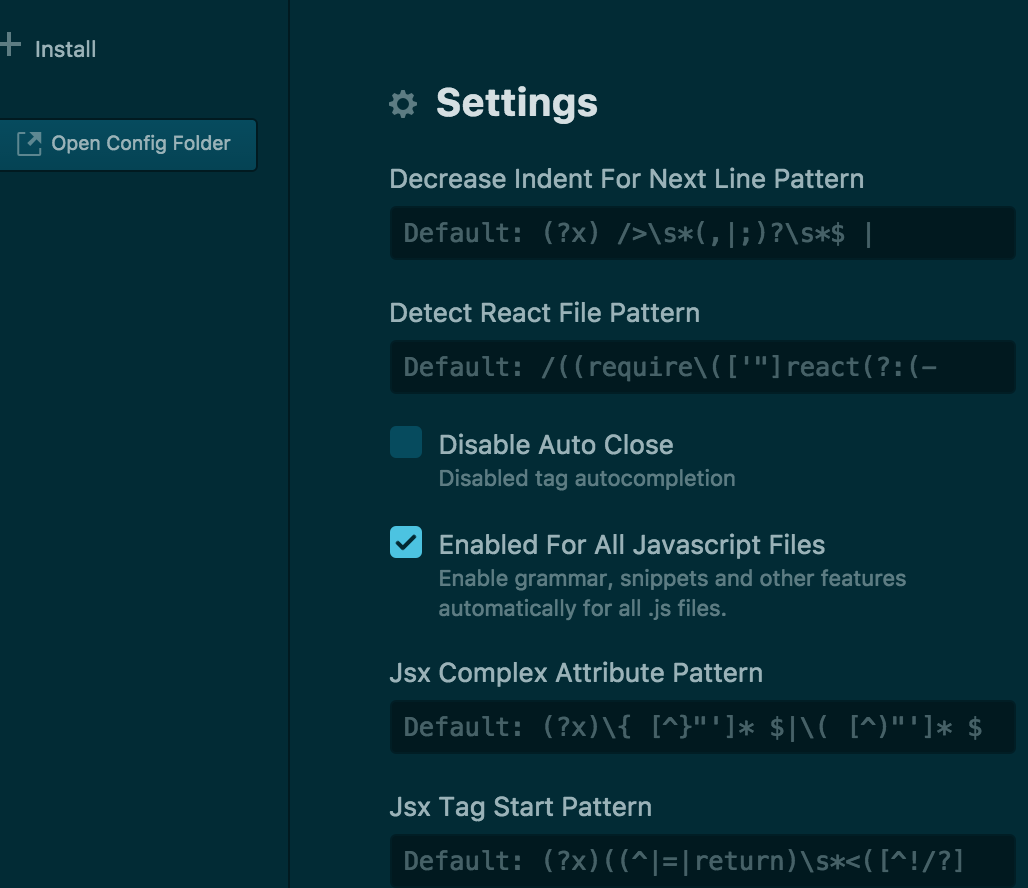 Install
Open Config Folder
Settings
Decrease Indent For Next Line Pattern
Default: (?x) />\s*(,|;)?\s*$ |
Detect React File Pattern
Default: /((require\(['"]react(?:(-
Disable Auto Close
Disabled tag autocompletion
Enabled For All Javascript Files
Enable grammar, snippets and other features
automatically for all .js files.
Jsx Complex Attribute Pattern
Default: (?x)\{ [^}"']* $|\( [^)"']* $
Jsx Tag Start Pattern
Default: (?x)((^|=|return)\s*<([^!/?]